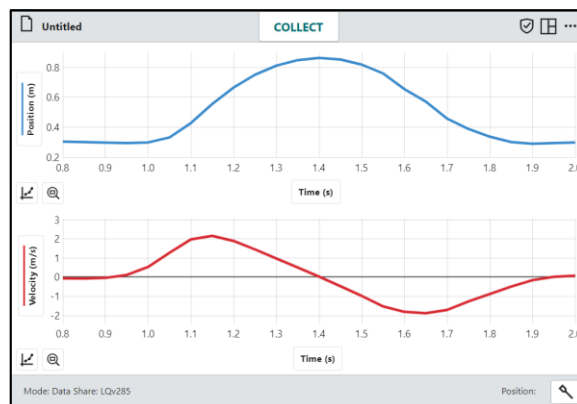 Untitled
COLLECT
Position (m)
0.8
0.6
0.4
0.2
0.8 0.9 1.0 1.1 1.2 1.3 1.4 1.5 1.6 1.7 1.8 1.9 2.0
Time (s)
Velocity (m/s)
3
2
1
0
-1
-2
0.8 0.9 1.0 1.1 1.2 1.3 1.4 1.5 1.6 1.7 1.8 1.9 2.0
Time (s)
Mode: Data Share: LQv285
Position: